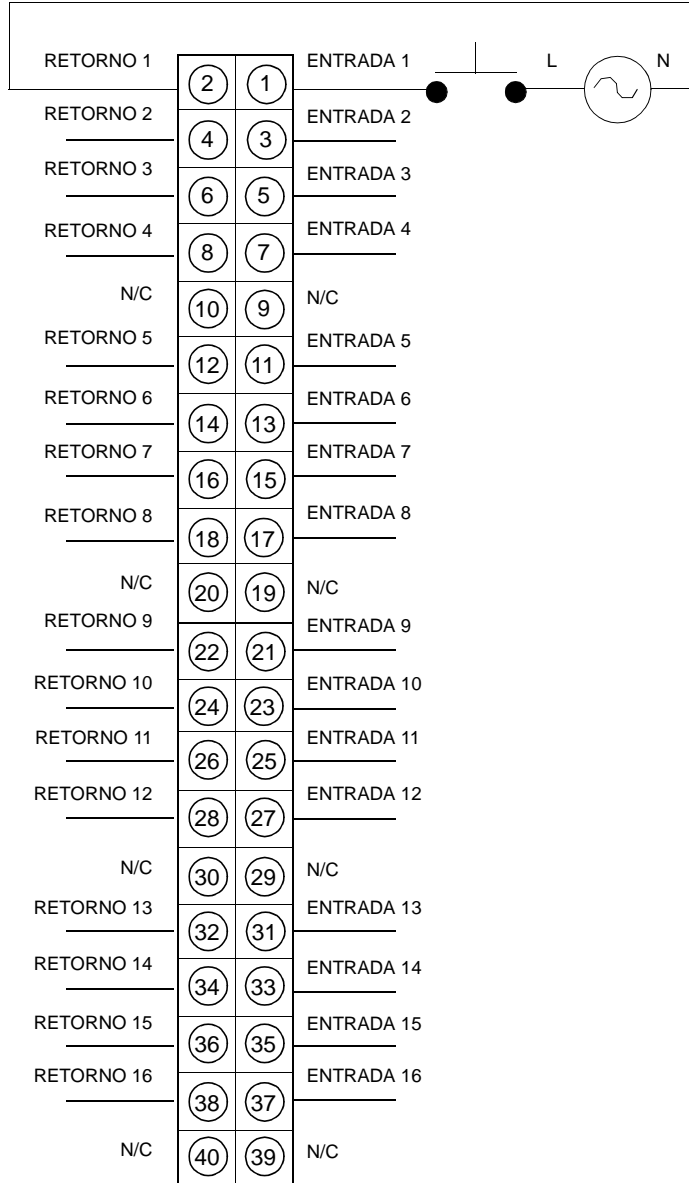 RETORNO 1 2 1 ENTRADA 1 L N
RETORNO 2 4 3 ENTRADA 2
RETORNO 3 6 5 ENTRADA 3
RETORNO 4 8 7 ENTRADA 4
N/C 10 9 N/C
RETORNO 5 12 11 ENTRADA 5
RETORNO 6 14 13 ENTRADA 6
RETORNO 7 16 15 ENTRADA 7
RETORNO 8 18 17 ENTRADA 8
N/C 20 19 N/C
RETORNO 9 22 21 ENTRADA 9
RETORNO 10 24 23 ENTRADA 10
RETORNO 11 26 25 ENTRADA 11
RETORNO 12 28 27 ENTRADA 12
N/C 30 29 N/C
RETORNO 13 32 31 ENTRADA 13
RETORNO 14 34 33 ENTRADA 14
RETORNO 15 36 35 ENTRADA 15
RETORNO 16 38 37 ENTRADA 16
N/C 40 39 N/C